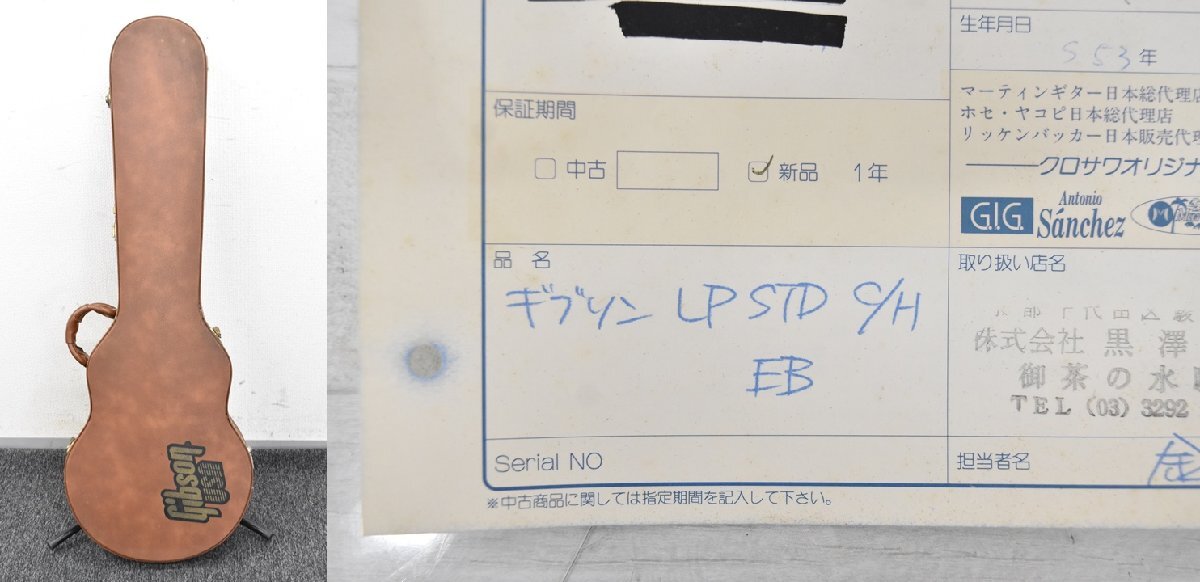 Gibson
USA
生年月日
S 53年
マーティンギター日本総代理店
ホセ・ヤコピ日本総代理店
リッケンバッカー日本販売代理
クロサワオリジナ
G.I.G.
Antonio
Sánchez
M
保証期間
中古
新品 1年
品名
ギブソン LP STD C/H
EB
取り扱い店名
株式会社 黒澤
御茶の水
TEL (03) 3292
Serial NO
担当者名
※中古商品に関しては指定期間を記入して下さい。